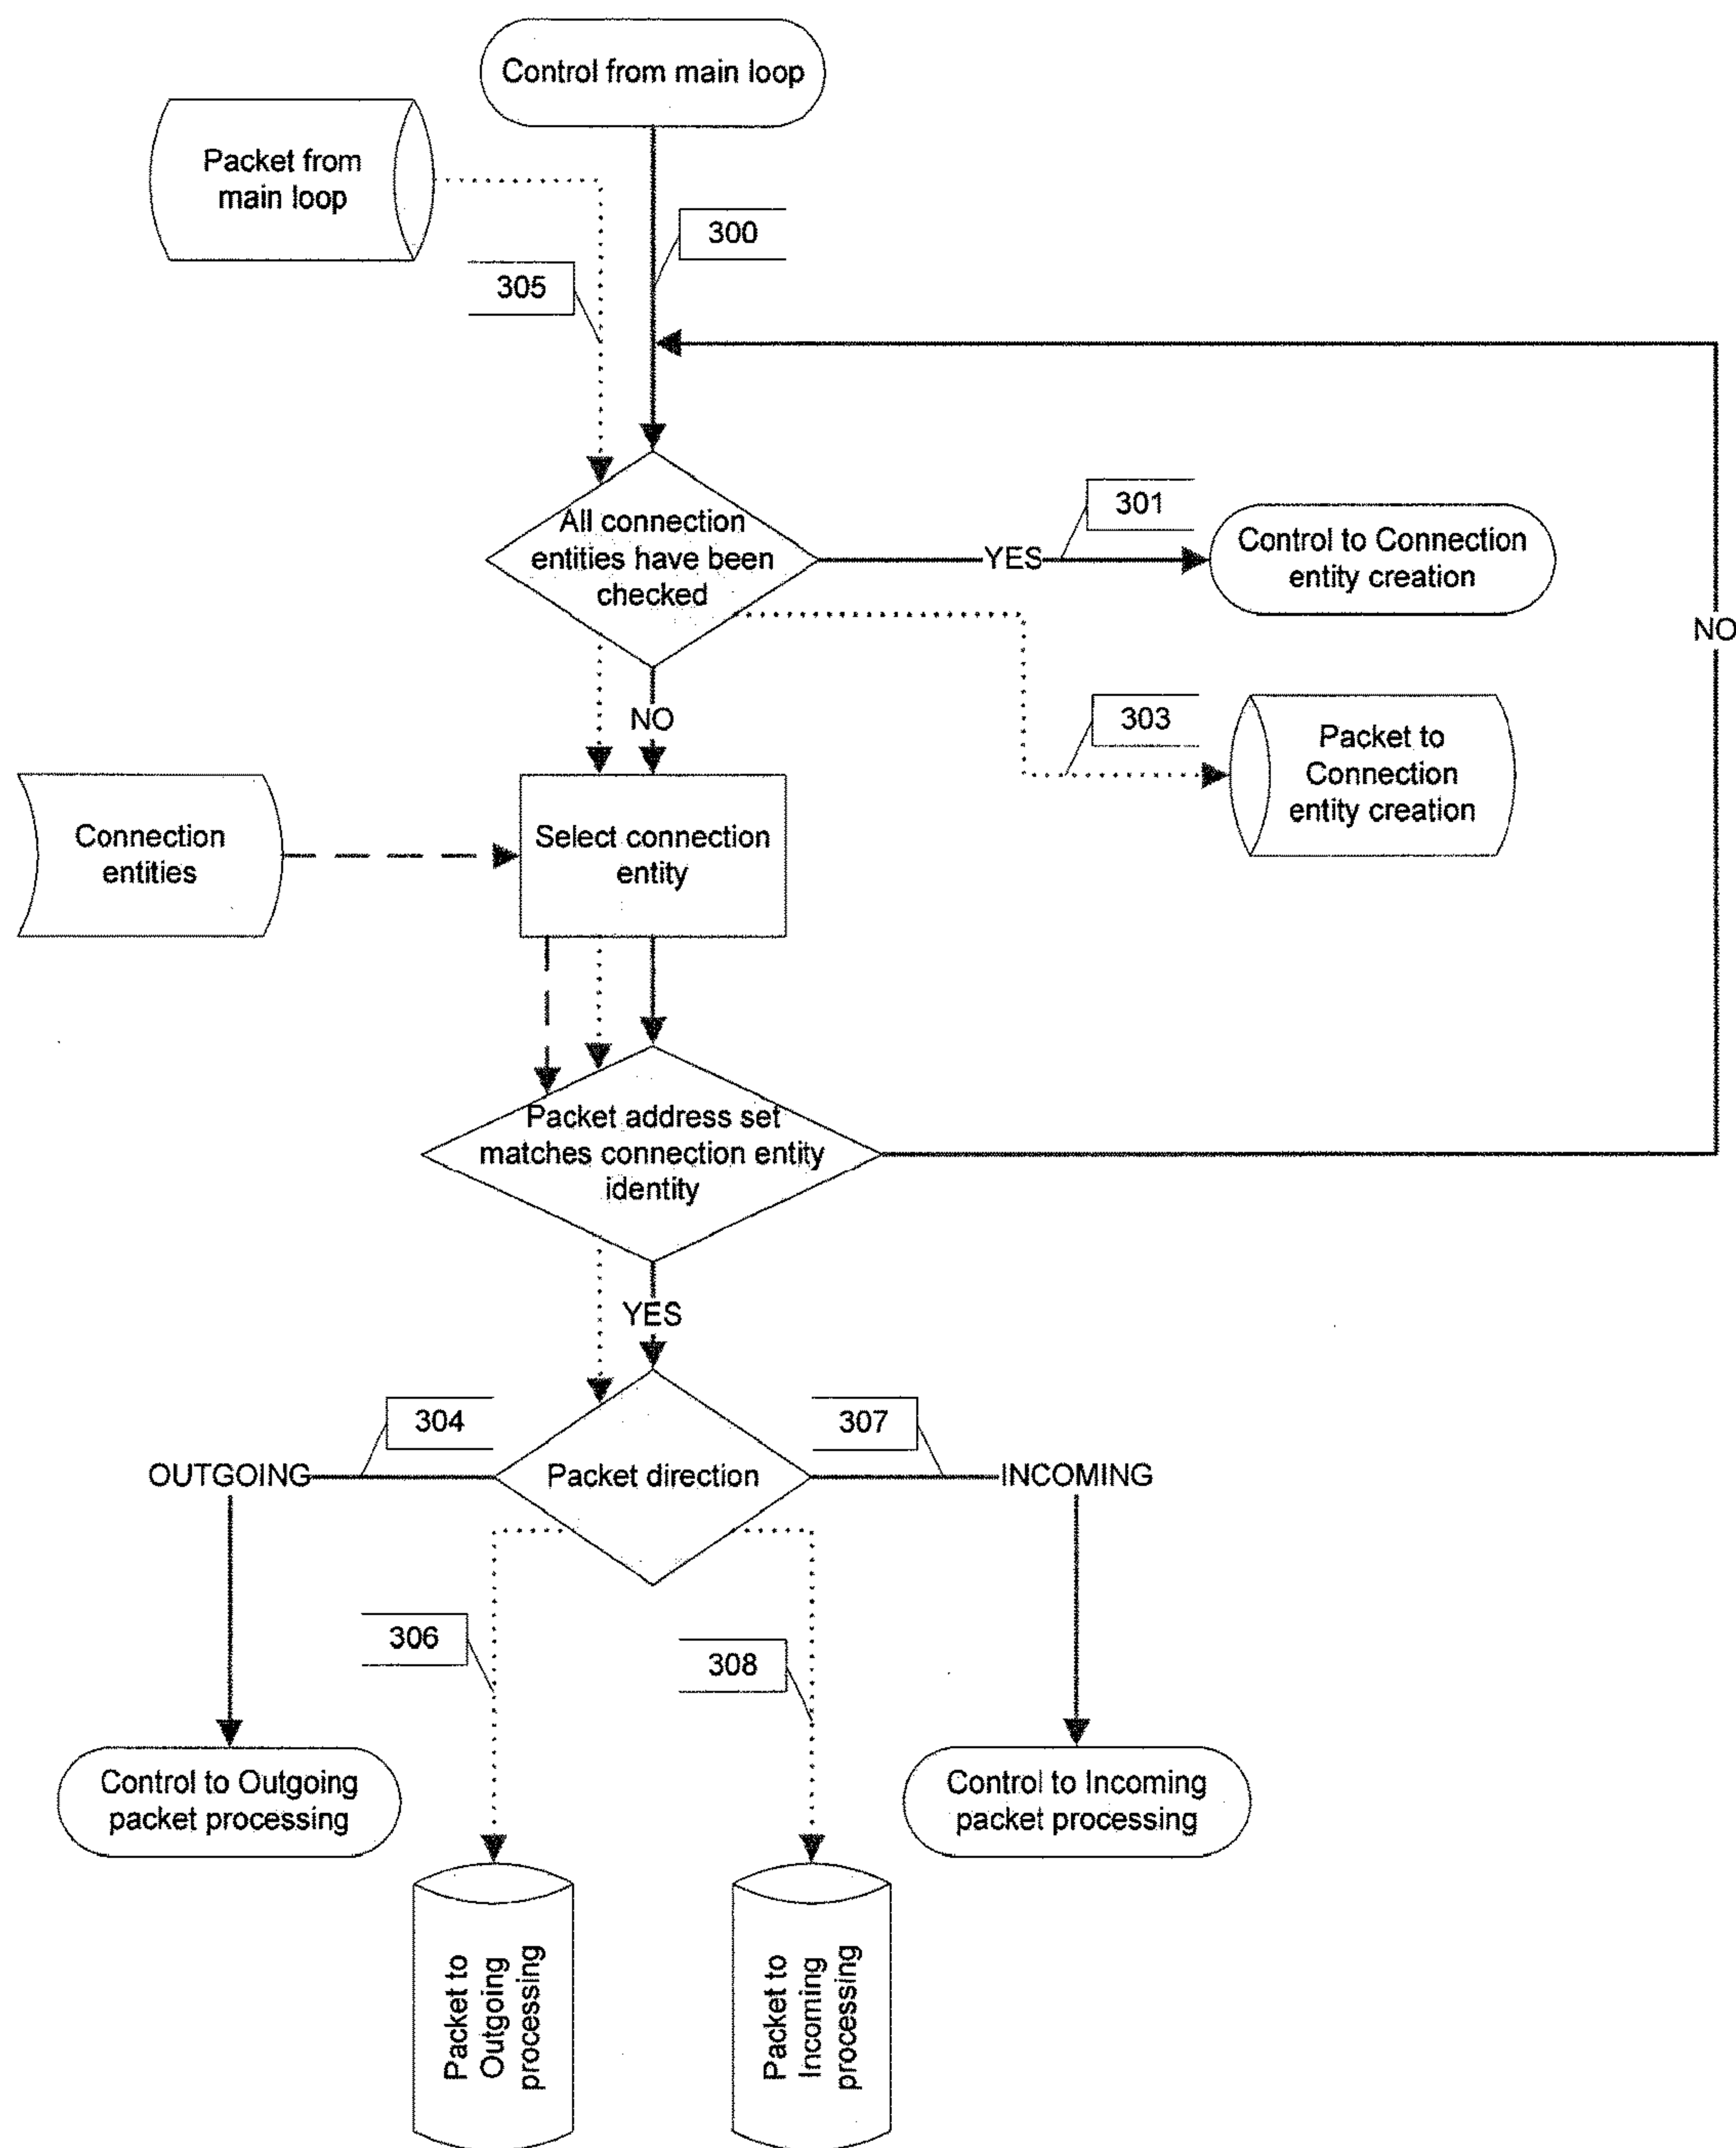 Control from main loop
Packet from
main loop
300
305
All connection
entities have been
checked
301
YES
Control to Connection
entity creation
NO
303
Packet to
Connection
entity creation
NO
Connection
entities
Select connection
entity
Packet address set
matches connection entity
identity
YES
304
307
OUTGOING
Packet direction
INCOMING
306
308
Control to Outgoing
packet processing
Control to Incoming
packet processing
Packet to
Outgoing
processing
Packet to
Incoming
processing